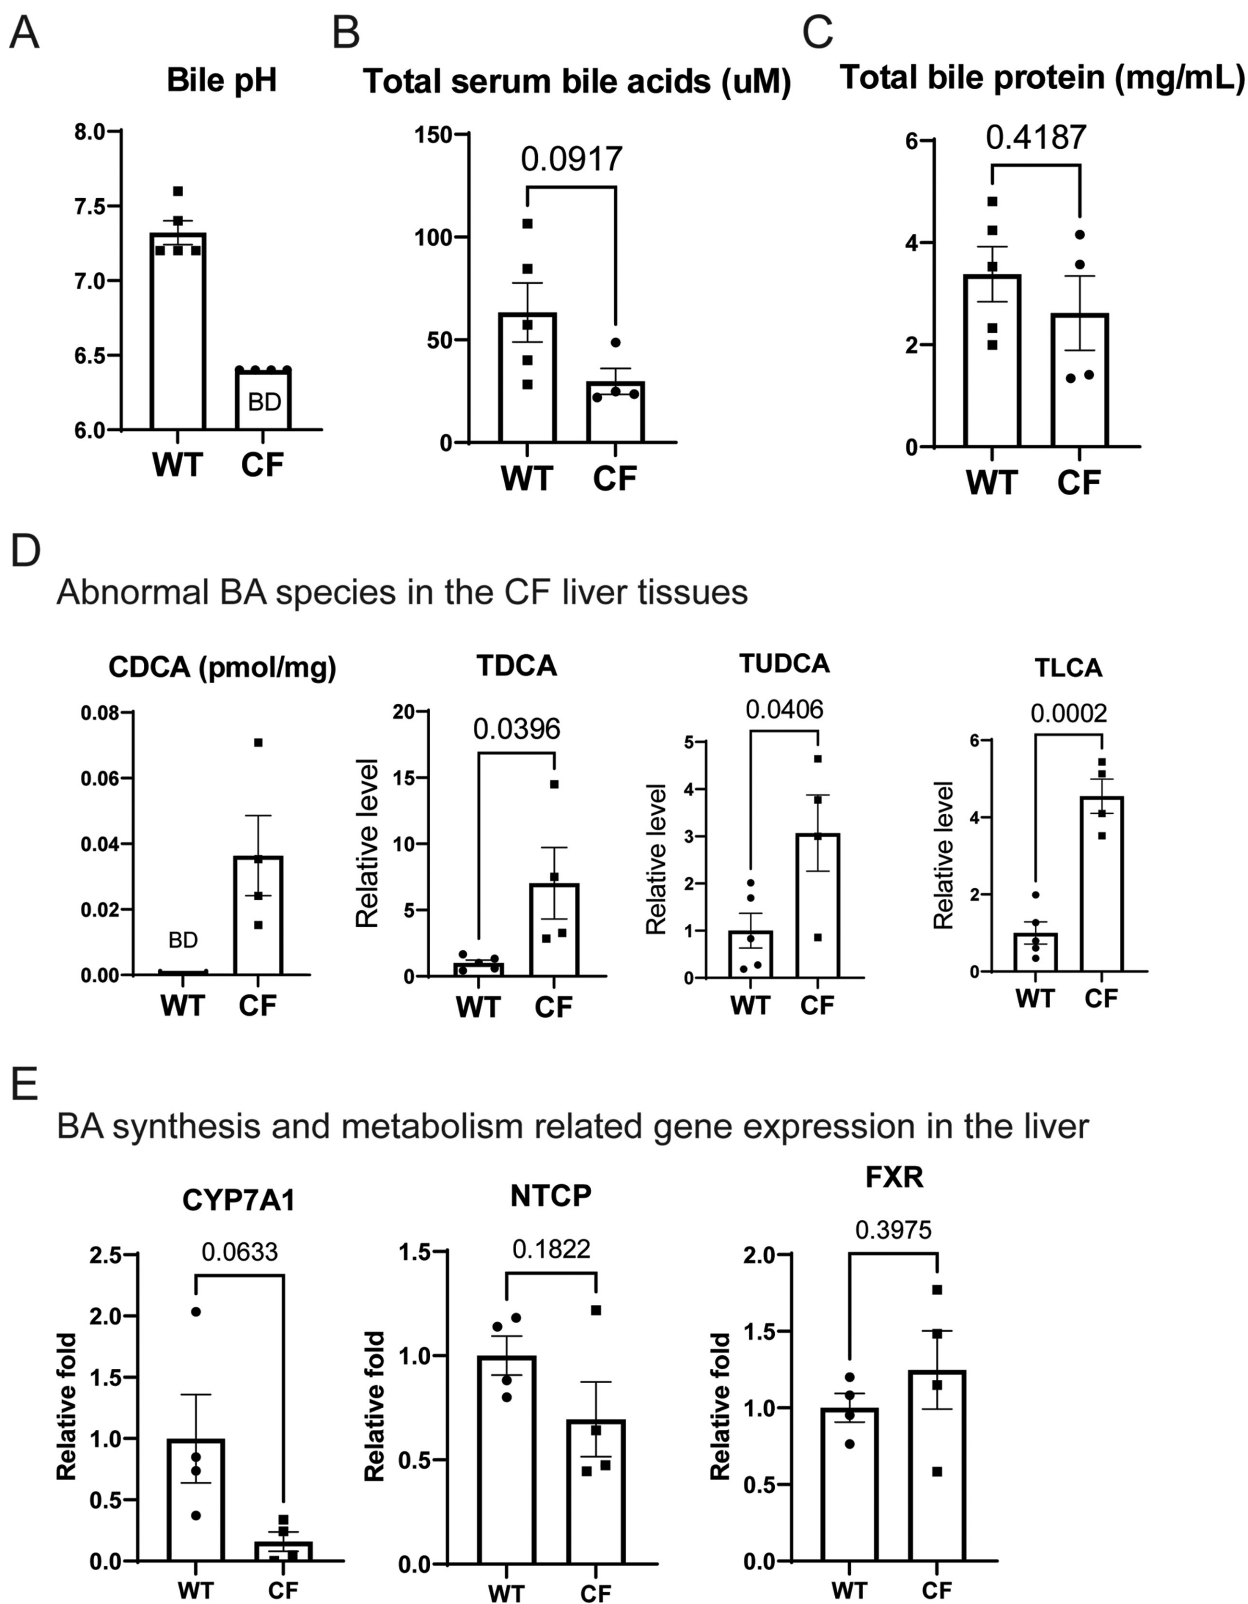 A
B
C
Bile pH
Total serum bile acids (uM)
Total bile protein (mg/mL)
8.0
7.5
7.0
6.5
6.0
BD
WT
CF
150
100
50
0
0.0917
WT
CF
6
4
2
0
0.4187
WT
CF
D
Abnormal BA species in the CF liver tissues
CDCA (pmol/mg)
0.08
0.06
0.04
0.02
0.00
BD
WT
CF
TDCA
0.0396
Relative level
20
15
10
5
0
WT
CF
TUDCA
0.0406
Relative level
5
4
3
2
1
0
WT
CF
TLCA
0.0002
Relative level
6
4
2
0
WT
CF
E
BA synthesis and metabolism related gene expression in the liver
CYP7A1
0.0633
Relative fold
2.5
2.0
1.5
1.0
0.5
0.0
WT
CF
NTCP
0.1822
Relative fold
1.5
1.0
0.5
0.0
WT
CF
FXR
0.3975
Relative fold
2.0
1.5
1.0
0.5
0.0
WT
CF